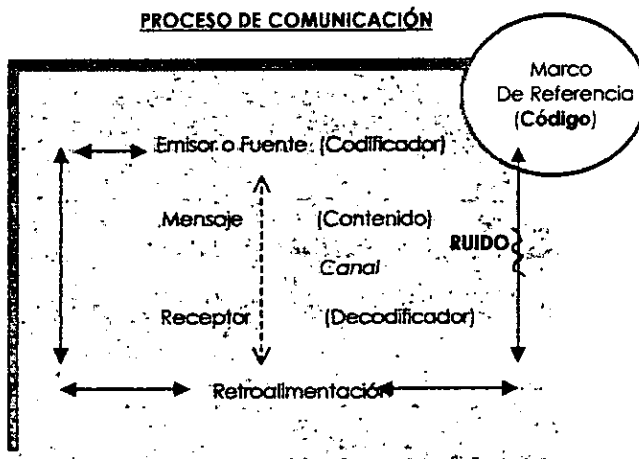 PROCESO DE COMUNICACIÓN
Marco
De Referencia
(Código)
Emisor o Fuente (Codificador)
Mensaje (Contenido)
RUIDO
Canal
Receptor (Decodificador)
Retroalimentación